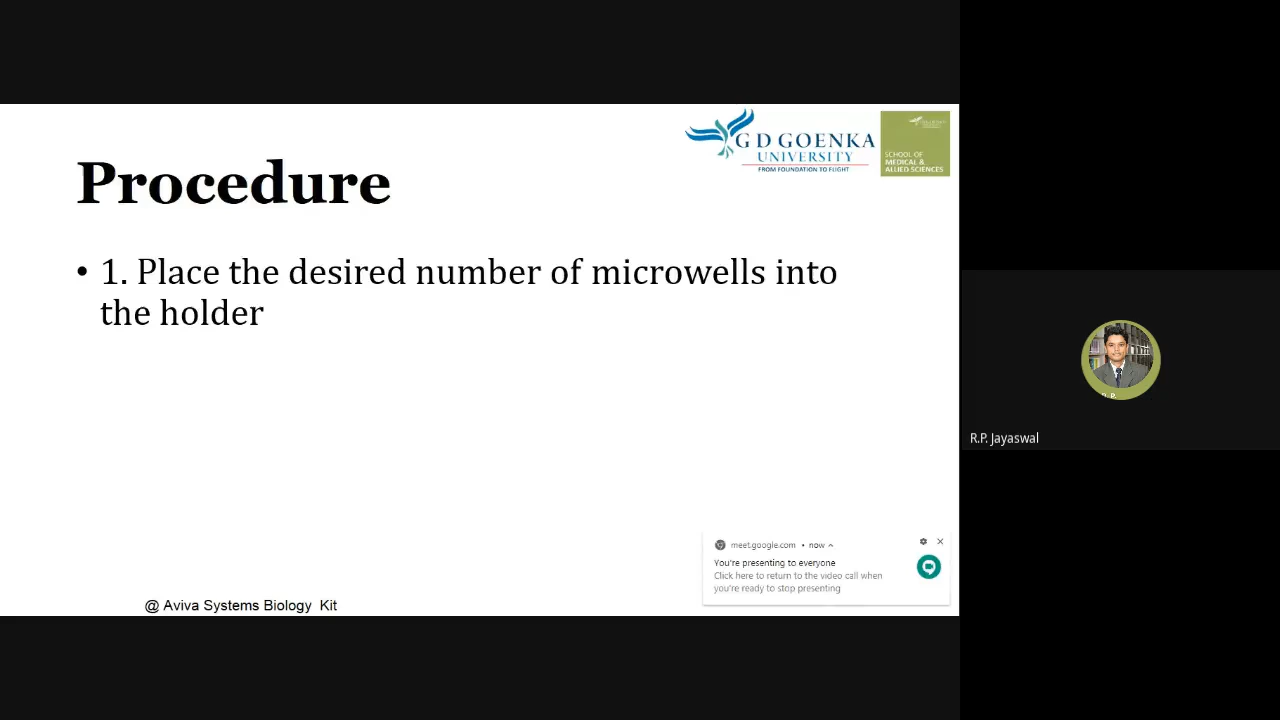 G D GOENKA
UNIVERSITY
FROM FOUNDATION TO FLIGHT
SCHOOL OF
MEDICAL &
ALLIED SCIENCES
Procedure
• 1. Place the desired number of microwells into
the holder
R.P. Jayaswal
meet.google.com • now
You're presenting to everyone
Click here to return to the video call when
you're ready to stop presenting
@ Aviva Systems Biology Kit